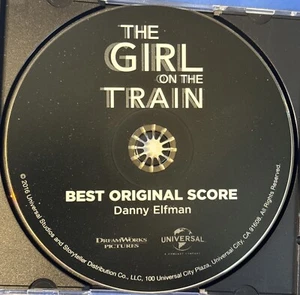 THE
GIRL
ON THE
TRAIN
BEST ORIGINAL SCORE
Danny Elfman
DREAMWORKS
PICTURES
UNIVERSAL
© 2016 Universal Studios and Storyteller Distribution Co., LLC, 100 Universal City Plaza, Universal City, CA 91608. All Rights Reserved.